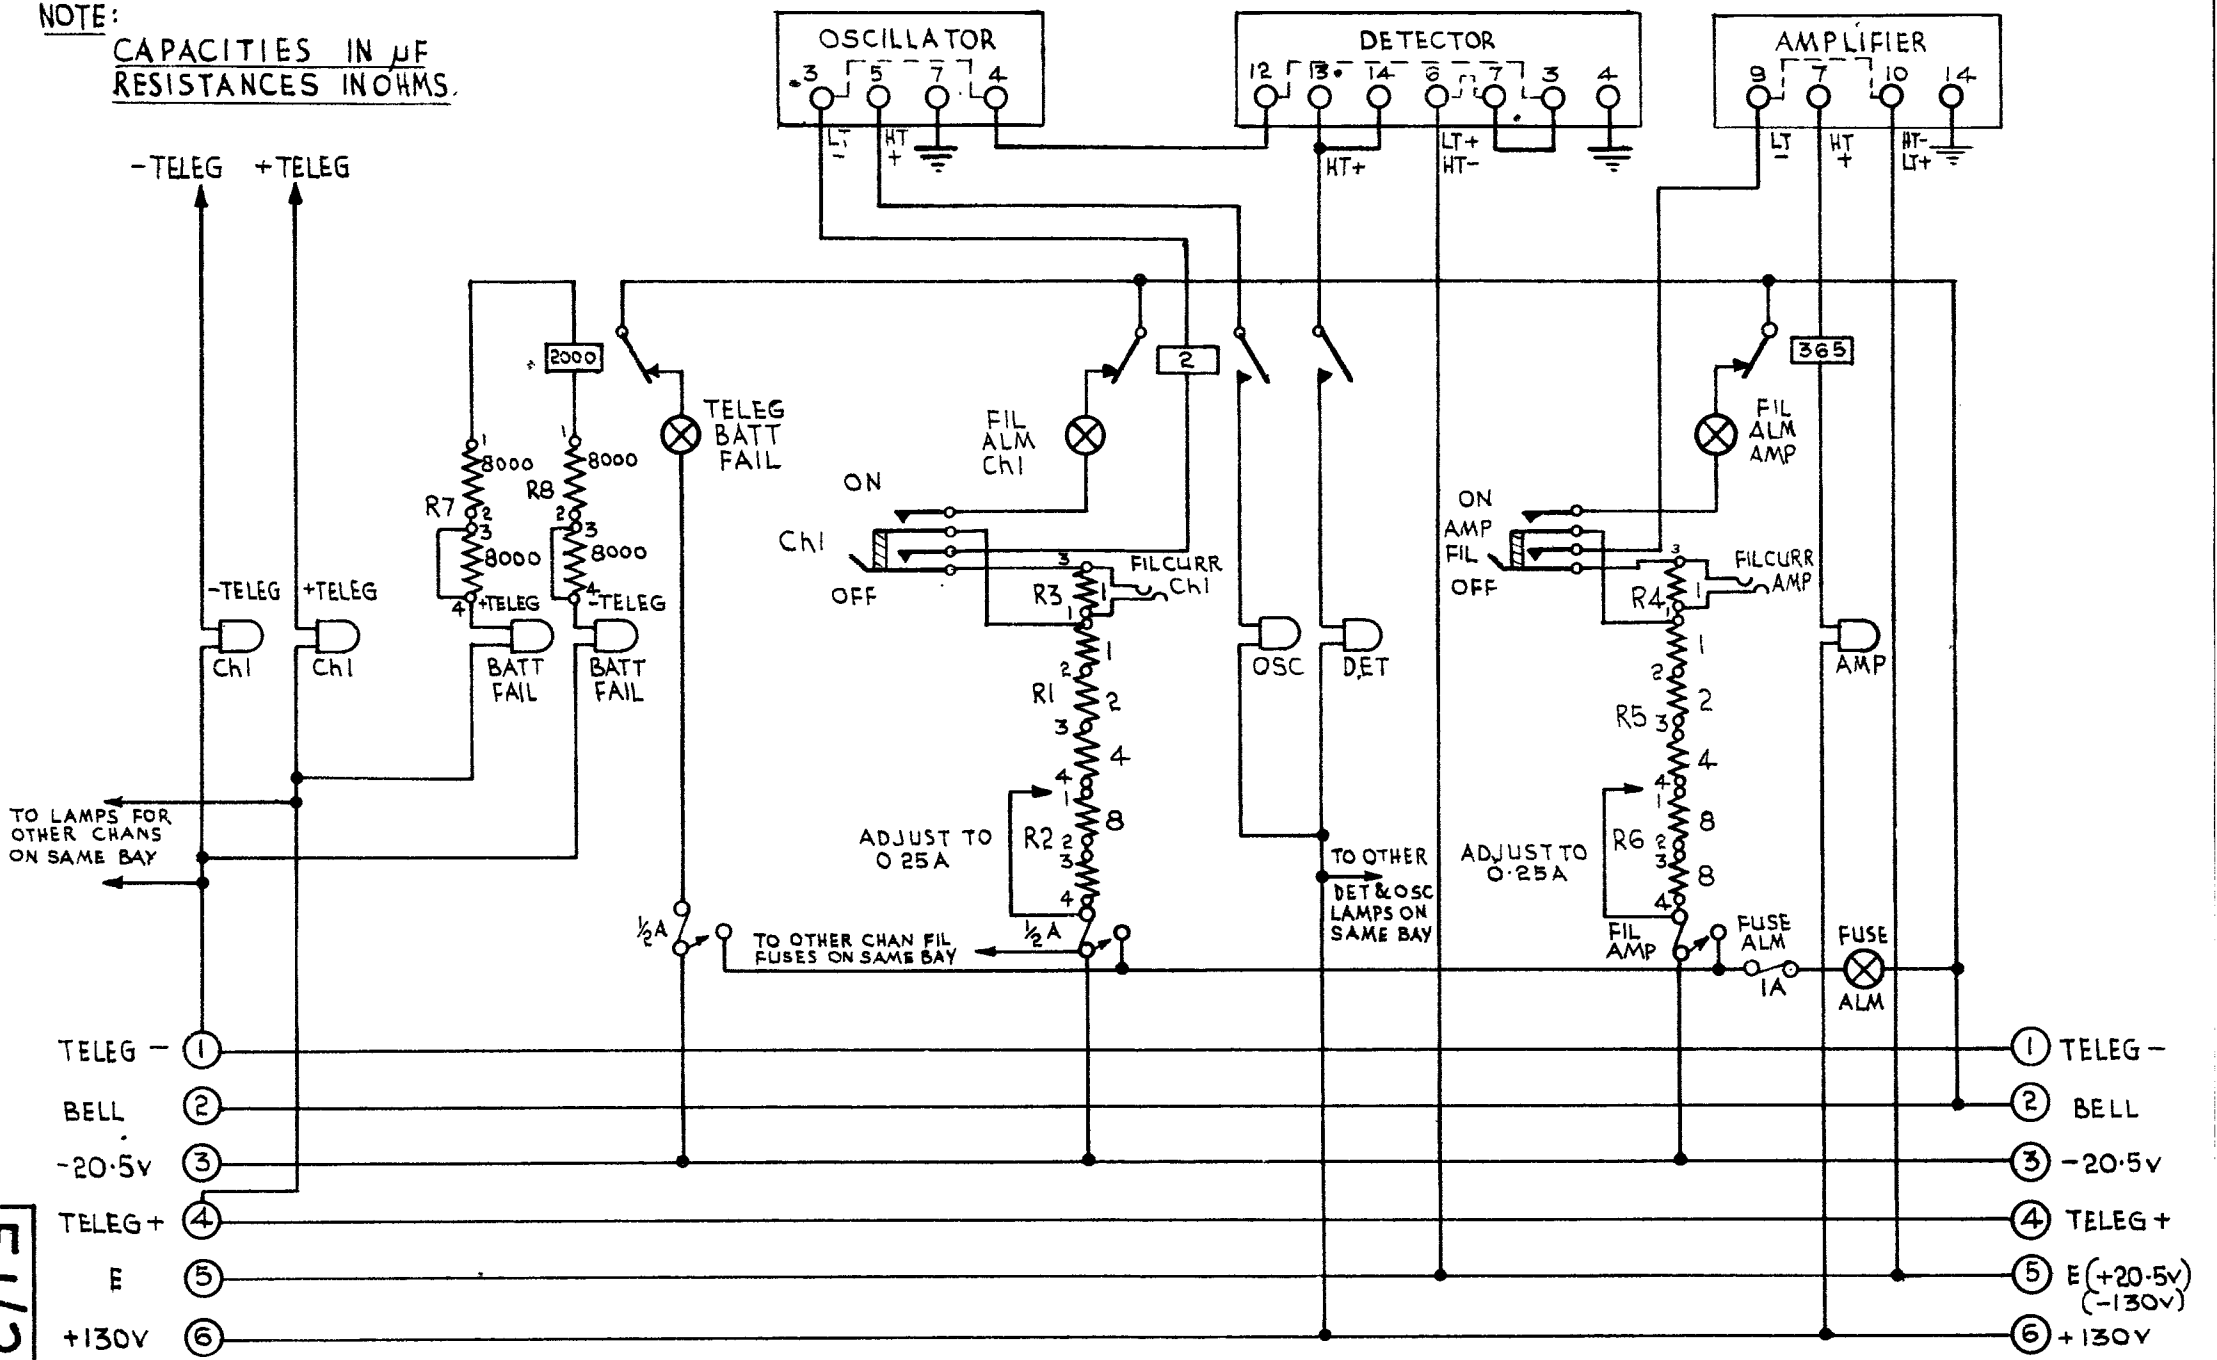 NOTE:
CAPACITIES IN µF
RESISTANCES IN OHMS.
OSCILLATOR
3 5 7 4
LT -
HT +
DETECTOR
12 13 14 6 7 3 4
HT+
LT+
HT-
AMPLIFIER
9 7 10 14
LT -
HT +
HT-
LT+
-TELEG +TELEG
2000
2
365
TELEG
BATT
FAIL
FIL
ALM
Ch1
FIL
ALM
AMP
1
8000
R7
2
3
8000
4
1
8000
R8
2
3
8000
4
+TELEG
-TELEG
BATT
FAIL
BATT
FAIL
-TELEG
+TELEG
Ch1
Ch1
ON
Ch1
OFF
3
R3
1
1
FIL CURR
Ch1
1
2
R1
2
3
4
4
1
R2
8
2
3
4
ADJUST TO
0 25A
OSC
DET
ON
AMP
FIL
OFF
3
R4
1
1
FIL CURR
AMP
1
2
R5
2
3
4
4
1
R6
8
2
3
8
4
ADJUST TO
0·25A
AMP
TO LAMPS FOR
OTHER CHANS
ON SAME BAY
TO OTHER
DET & OSC
LAMPS ON
SAME BAY
½A
TO OTHER CHAN FIL
FUSES ON SAME BAY
½A
FIL
AMP
FUSE
ALM
1A
FUSE
ALM
TELEG - 1
1 TELEG -
BELL 2
2 BELL
-20·5V 3
3 -20·5V
TELEG+ 4
4 TELEG+
E 5
5 E(+20·5V)
(-130V)
+130V 6
6 +130V